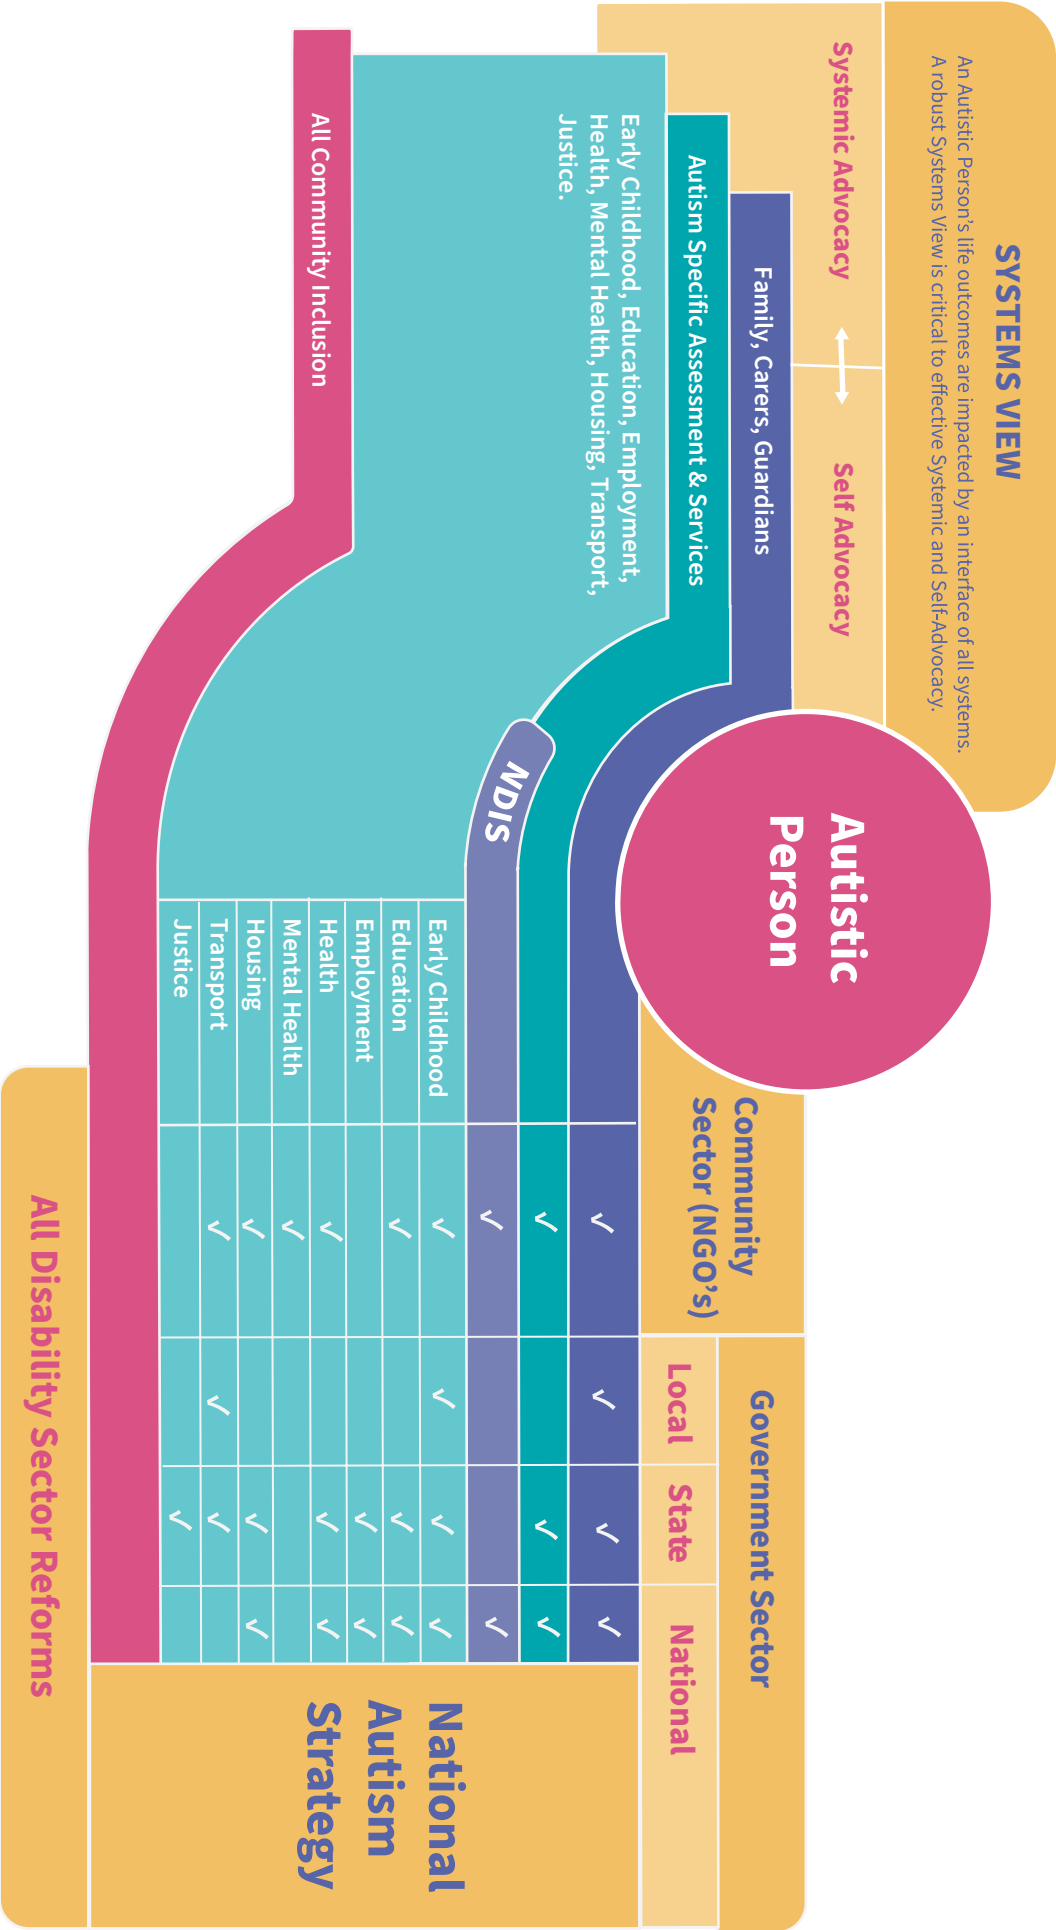 SYSTEMS VIEW
An Autistic Person's life outcomes are impacted by an interface of all systems.
A robust Systems View is critical to effective Systemic and Self-Advocacy.
Systemic Advocacy
Self Advocacy
Family, Carers, Guardians
Autism Specific Assessment & Services
Early Childhood, Education, Employment,
Health, Mental Health, Housing, Transport,
Justice.
All Community Inclusion
Autistic
Person
NDIS
Community
Sector (NGO's)
Government Sector
Local
State
National
✓ ✓ ✓ ✓
✓ ✓ ✓
✓ ✓
Early Childhood ✓ ✓ ✓ ✓
Education ✓ ✓ ✓
Employment ✓ ✓
Health ✓ ✓ ✓
Mental Health ✓
Housing ✓ ✓ ✓
Transport ✓ ✓ ✓
Justice ✓
National
Autism
Strategy
All Disability Sector Reforms